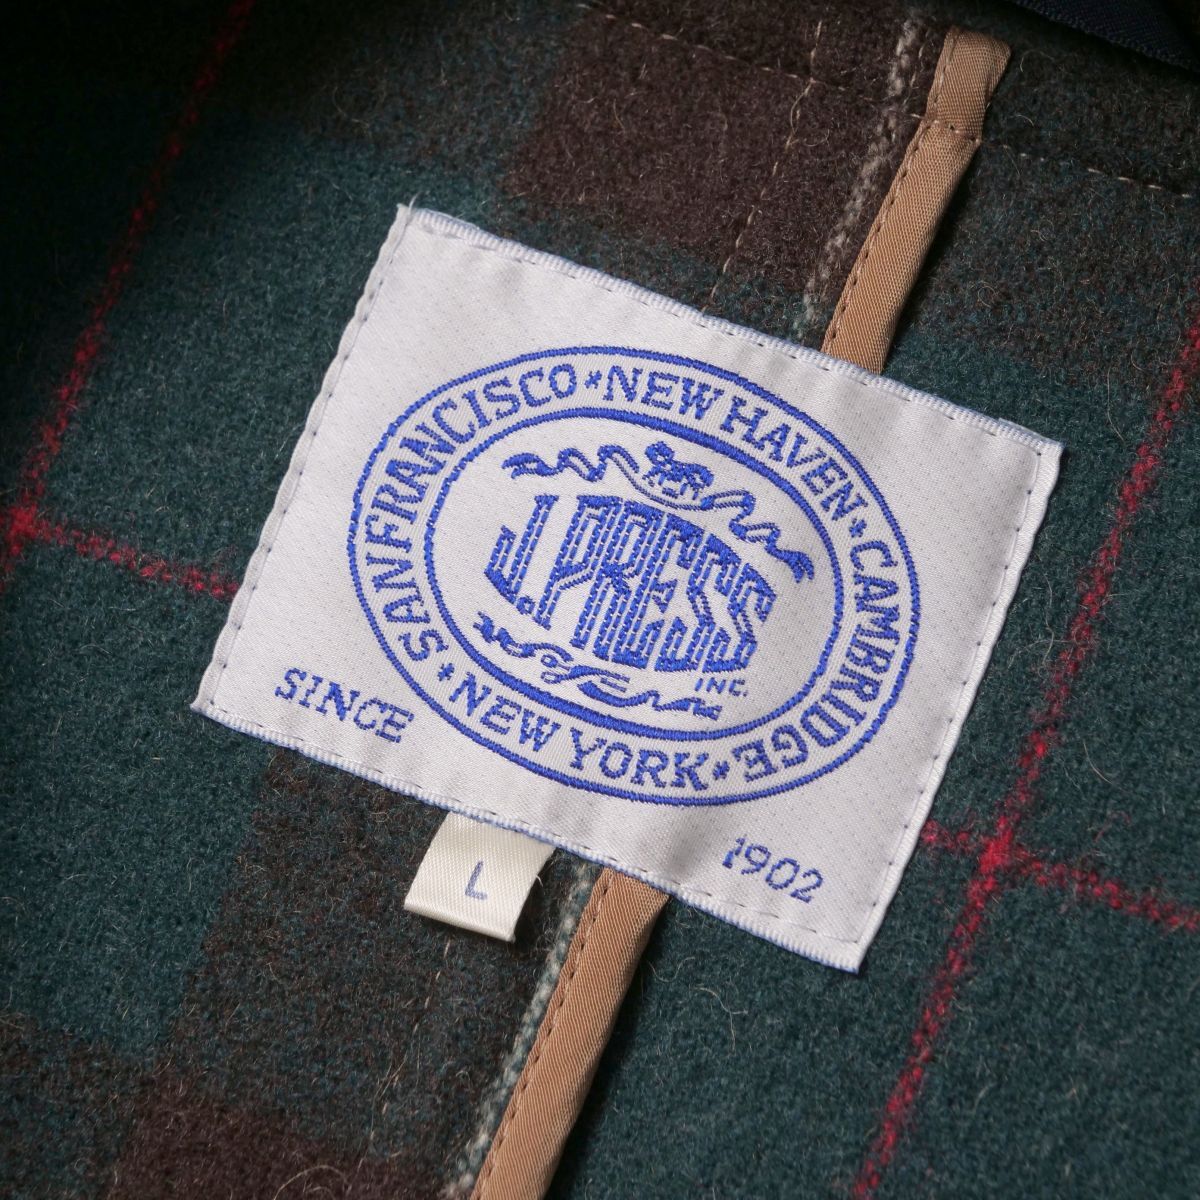 SAN FRANCISCO * NEW HAVEN * CAMBRIDGE * NEW YORK *
J. PRESS
INC.
SINCE 1902
L